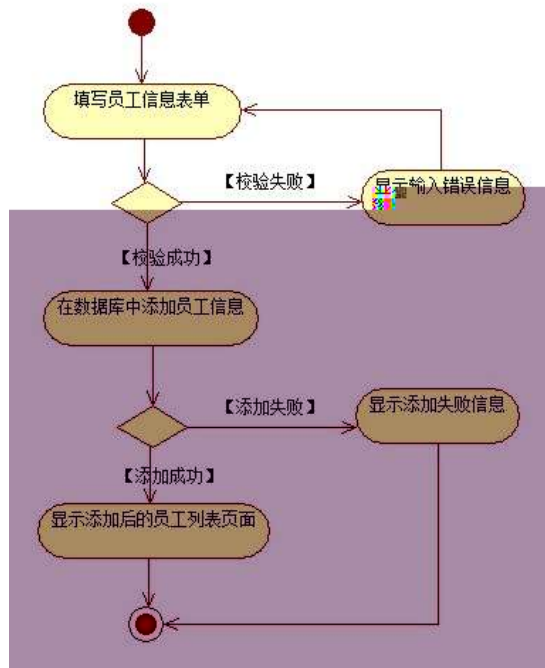 填写员工信息表单
【校验失败】
显示输入错误信息
【校验成功】
在数据库中添加员工信息
【添加失败】
显示添加失败信息
【添加成功】
显示添加后的员工列表页面